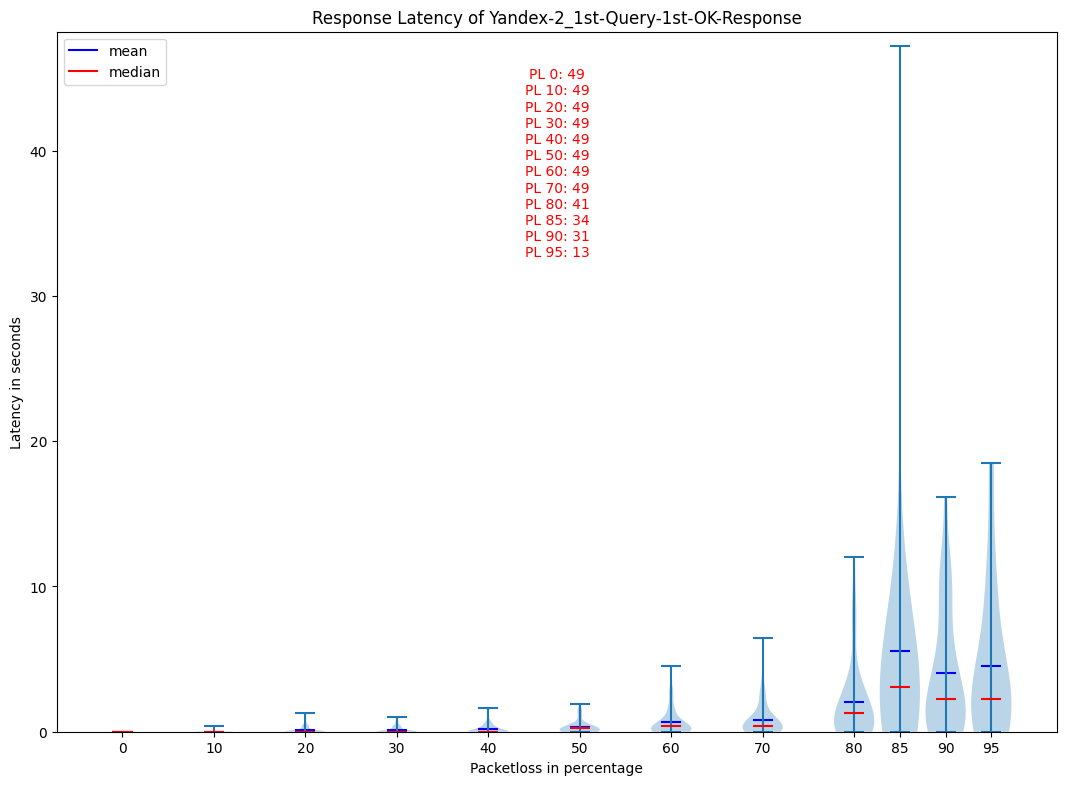 Response Latency of Yandex-2_1st-Query-1st-OK-Response
mean
median
PL 0: 49
PL 10: 49
PL 20: 49
PL 30: 49
PL 40: 49
PL 50: 49
PL 60: 49
PL 70: 49
PL 80: 41
PL 85: 34
PL 90: 31
PL 95: 13
Latency in seconds
40
30
20
10
0
0 10 20 30 40 50 60 70 80 85 90 95
Packetloss in percentage